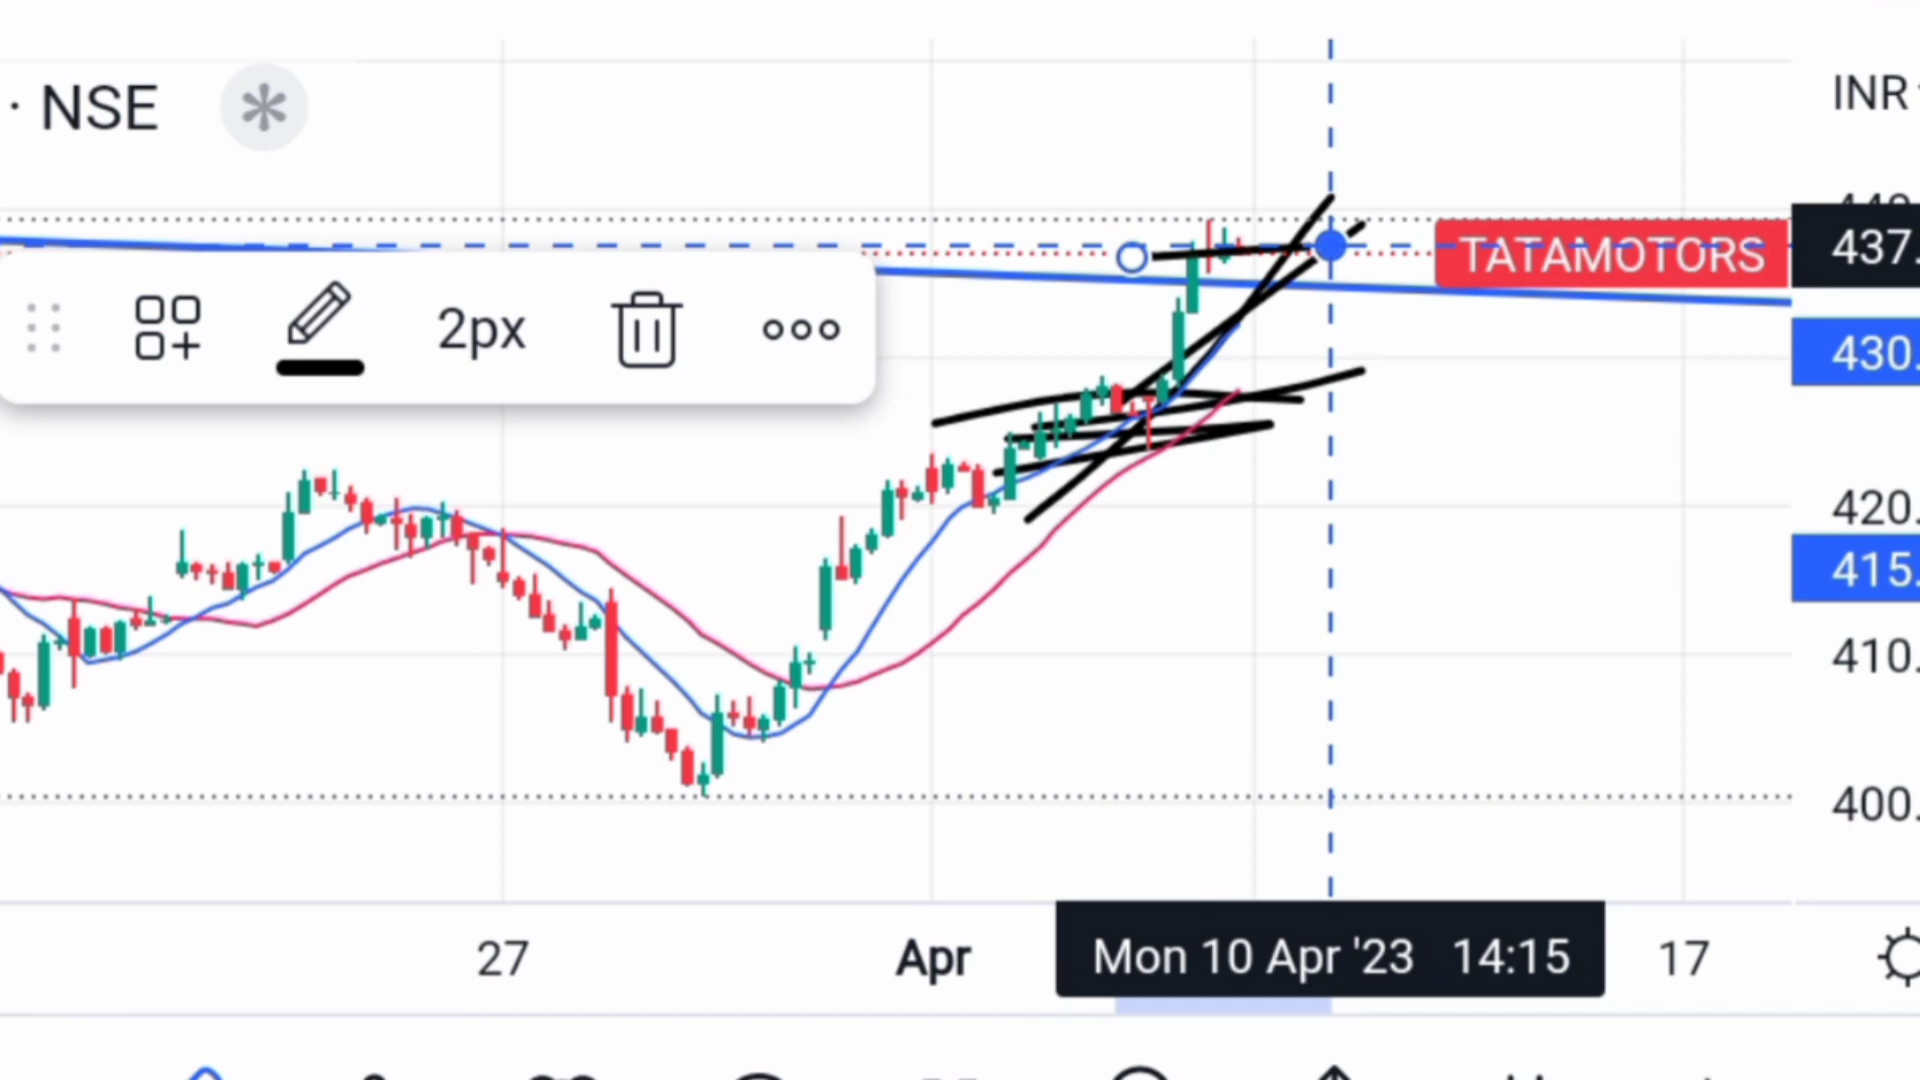 · NSE
INR
TATAMOTORS 437.
2px
430.
420.
415.
410.
400.
27 Apr Mon 10 Apr '23 14:15 17